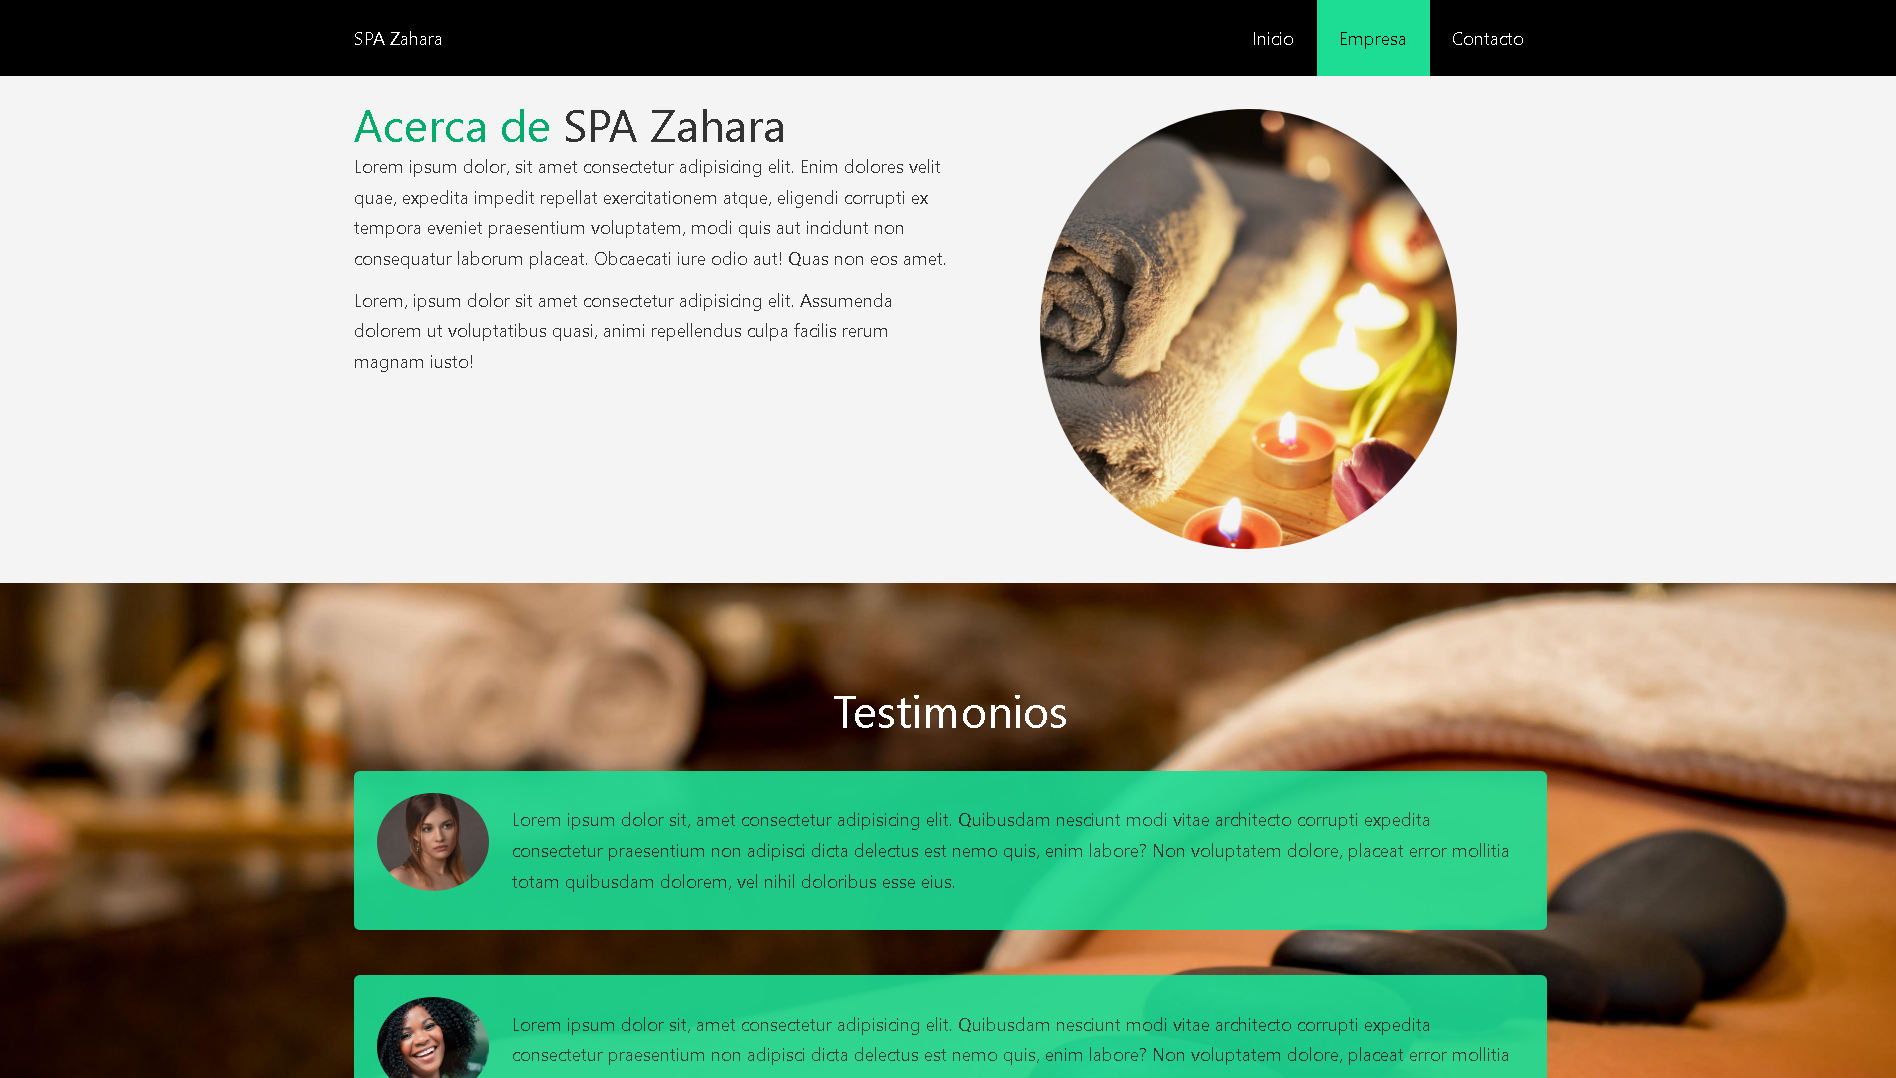 SPA Zahara
Inicio
Empresa
Contacto
Acerca de SPA Zahara
Lorem ipsum dolor, sit amet consectetur adipisicing elit. Enim dolores velit
quae, expedita impedit repellat exercitationem atque, eligendi corrupti ex
tempora eveniet praesentium voluptatem, modi quis aut incidunt non
consequatur laborum placeat. Obcaecati iure odio aut! Quas non eos amet.
Lorem, ipsum dolor sit amet consectetur adipisicing elit. Assumenda
dolorem ut voluptatibus quasi, animi repellendus culpa facilis rerum
magnam iusto!
Testimonios
Lorem ipsum dolor sit, amet consectetur adipisicing elit. Quibusdam nesciunt modi vitae architecto corrupti expedita
consectetur praesentium non adipisci dicta delectus est nemo quis, enim labore? Non voluptatem dolore, placeat error mollitia
totam quibusdam dolorem, vel nihil doloribus esse eius.
Lorem ipsum dolor sit, amet consectetur adipisicing elit. Quibusdam nesciunt modi vitae architecto corrupti expedita
consectetur praesentium non adipisci dicta delectus est nemo quis, enim labore? Non voluptatem dolore, placeat error mollitia